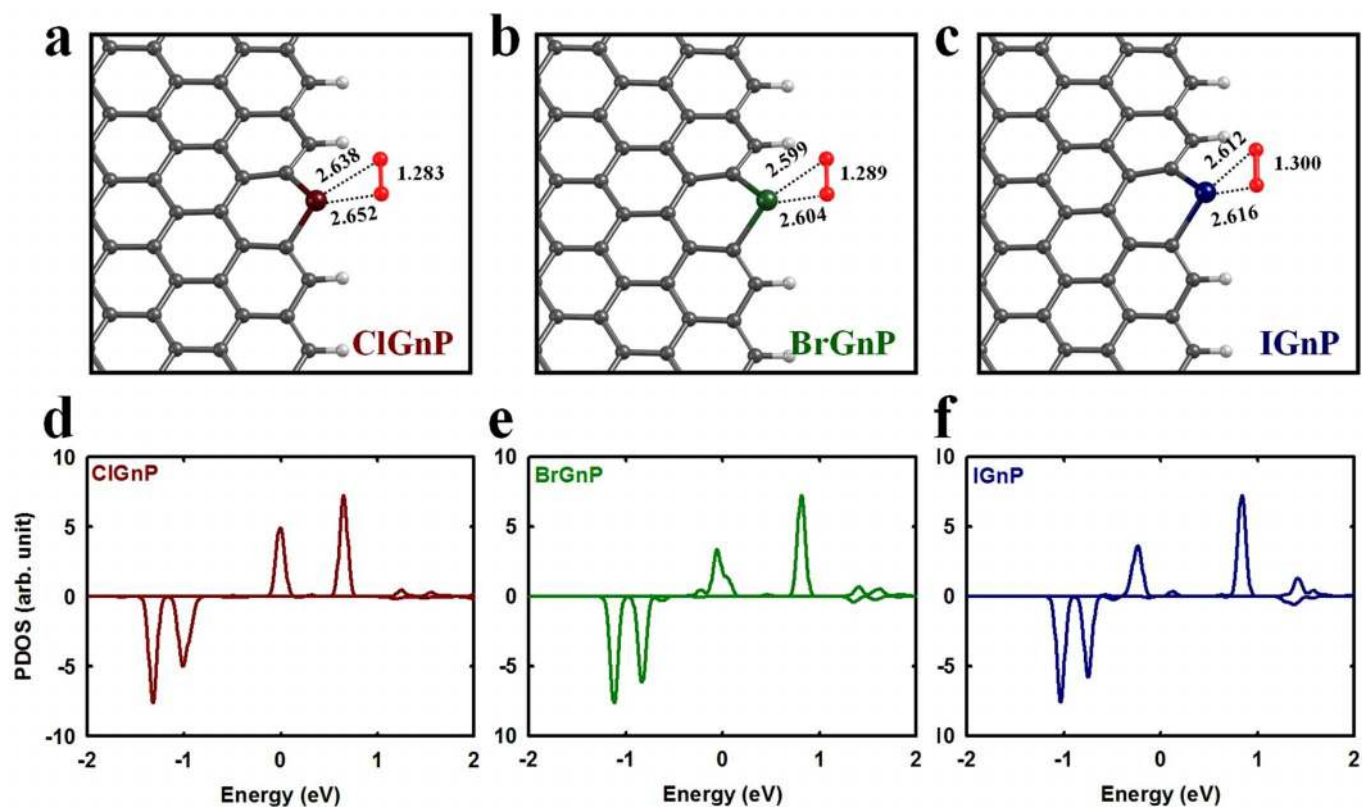 a
b
c
2.638
1.283
2.652
ClGnP
2.599
1.289
2.604
BrGnP
2.612
1.300
2.616
IGnP
d
e
f
ClGnP
10
5
0
-5
-10
PDOS (arb. unit)
-2
-1
0
1
2
Energy (eV)
BrGnP
10
5
0
5
10
-2
-1
0
1
2
Energy (eV)
IGnP
I0
5
0
-5
I0
-2
-1
0
1
2
Energy (eV)